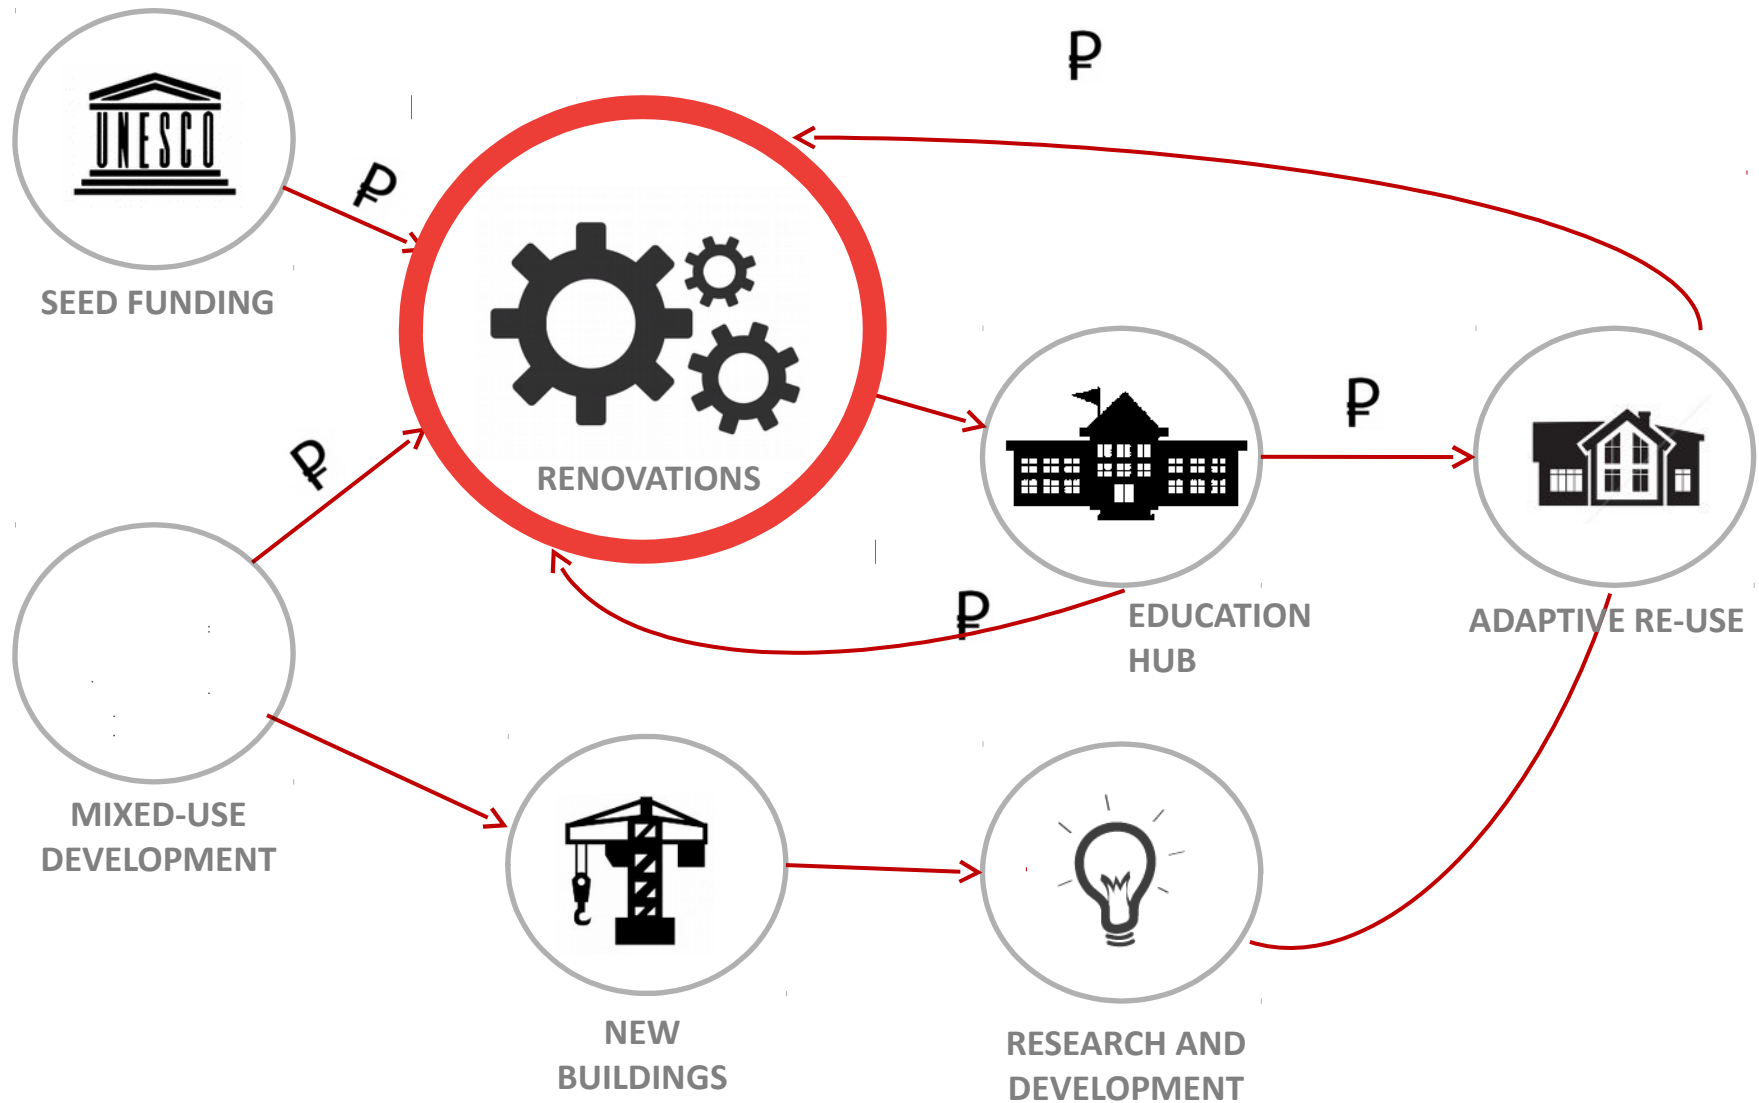 ₽
UNESCO
₽
SEED FUNDING
₽
₽
RENOVATIONS
₽
EDUCATION
HUB
ADAPTIVE RE-USE
MIXED-USE
DEVELOPMENT
NEW
BUILDINGS
RESEARCH AND
DEVELOPMENT